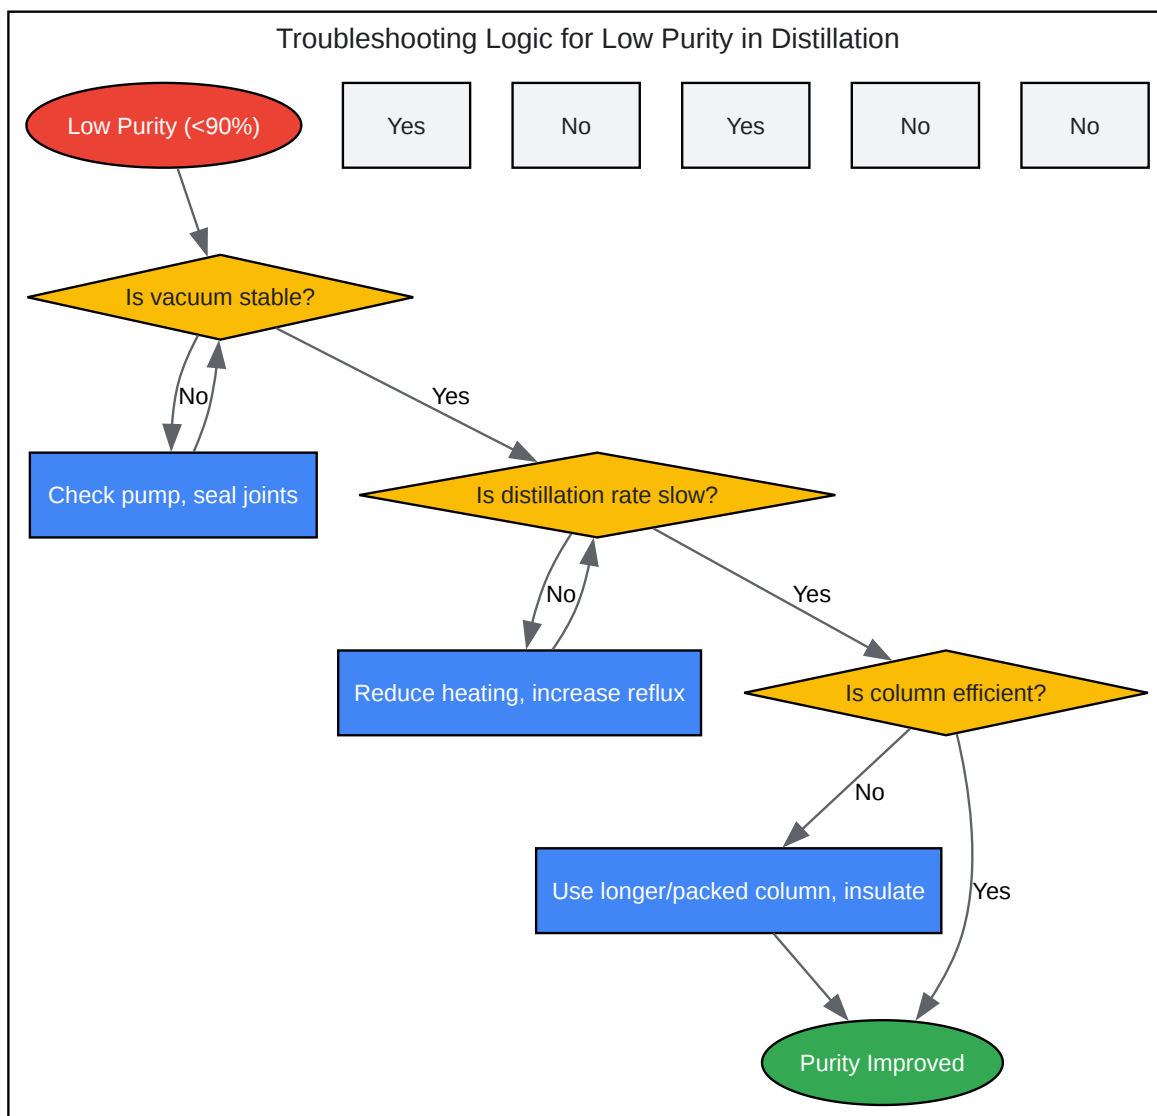 Troubleshooting Logic for Low Purity in Distillation
Low Purity (<90%)
Yes
No
Yes
No
No
Is vacuum stable?
No
Yes
Check pump, seal joints
Is distillation rate slow?
No
Yes
Reduce heating, increase reflux
Is column efficient?
No
Use longer/packed column, insulate
Yes
Purity Improved